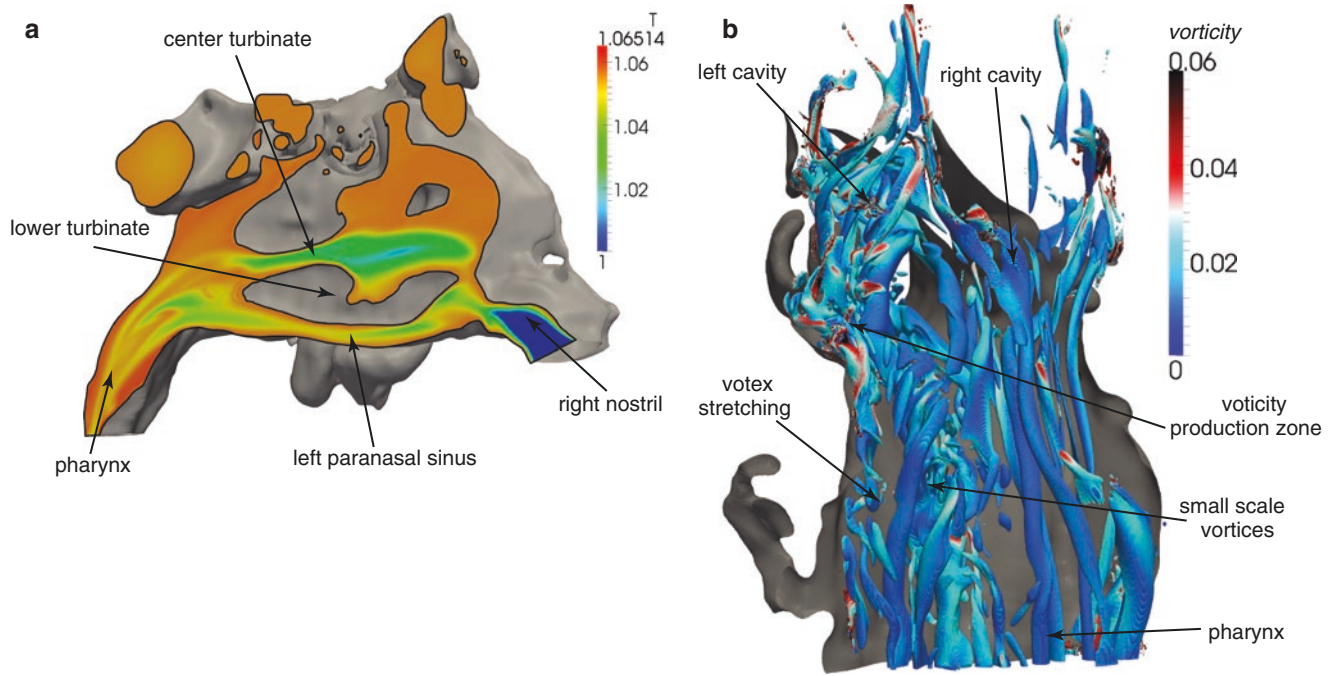 a
center turbinate
T
1.06514
1.06
1.04
1.02
1
lower turbinate
right nostril
left paranasal sinus
pharynx
b
vorticity
0.06
0.04
0.02
0
left cavity
right cavity
votex
stretching
voticity
production zone
small scale
vortices
pharynx